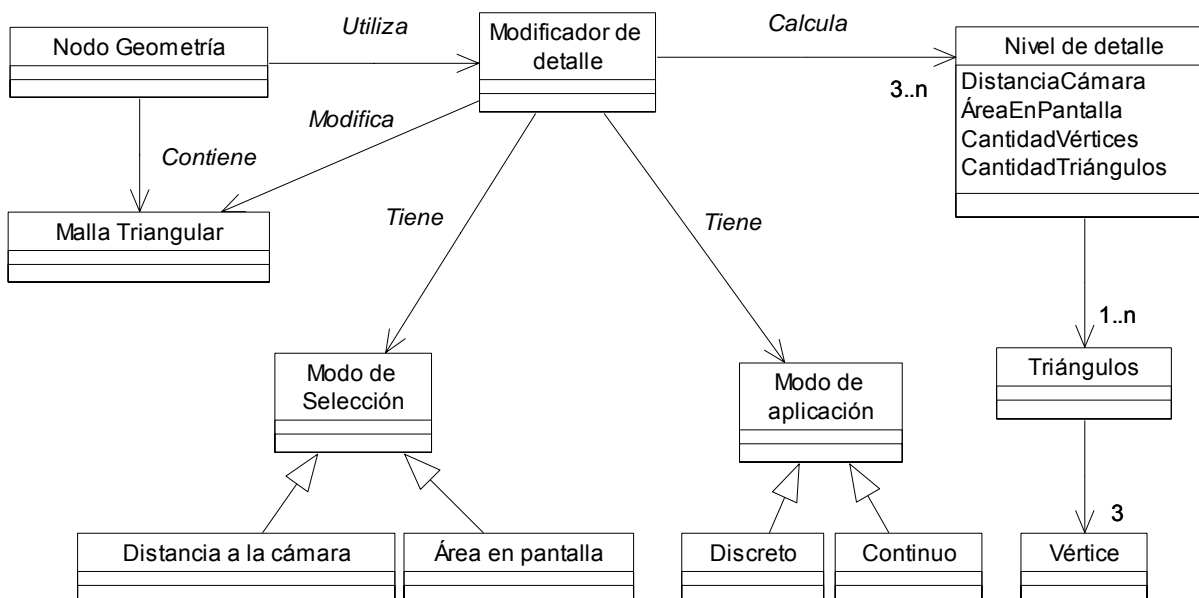 Utiliza
Calcula
Nodo Geometría
Modificador de
detalle
Nivel de detalle
3..n
DistanciaCámara
ÁreaEnPantalla
CantidadVértices
CantidadTriángulos
Modifica
Contiene
Malla Triangular
Tiene
Tiene
1..n
Modo de
Selección
Modo de
aplicación
Triángulos
3
Distancia a la cámara
Área en pantalla
Discreto
Continuo
Vértice